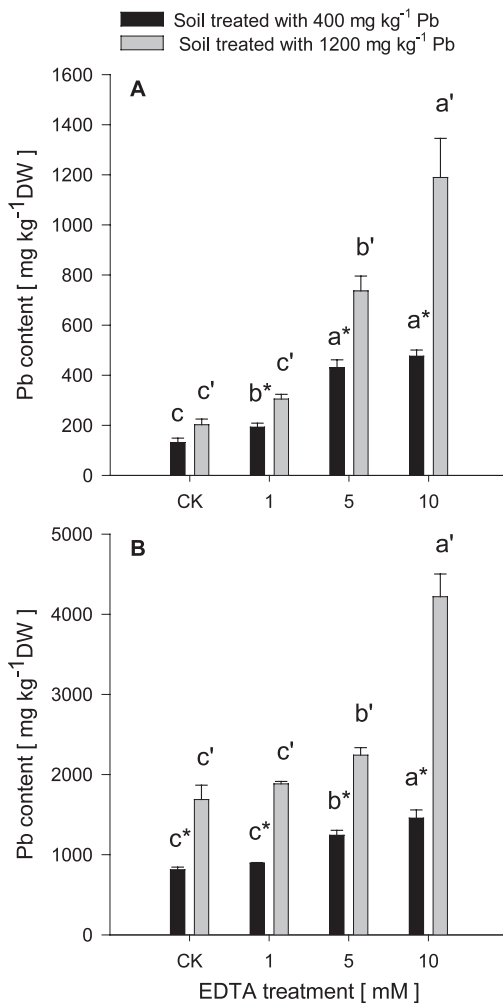 Soil treated with 400 mg kg⁻¹ Pb
Soil treated with 1200 mg kg⁻¹ Pb
A
1600
1400
1200
1000
800
600
400
200
0
Pb content [ mg kg⁻¹DW ]
c c' b* c' a* b' a* a'
CK 1 5 10
B
5000
4000
3000
2000
1000
0
Pb content [ mg kg⁻¹DW ]
c* c' c* c' b* b' a* a'
CK 1 5 10
EDTA treatment [ mM ]